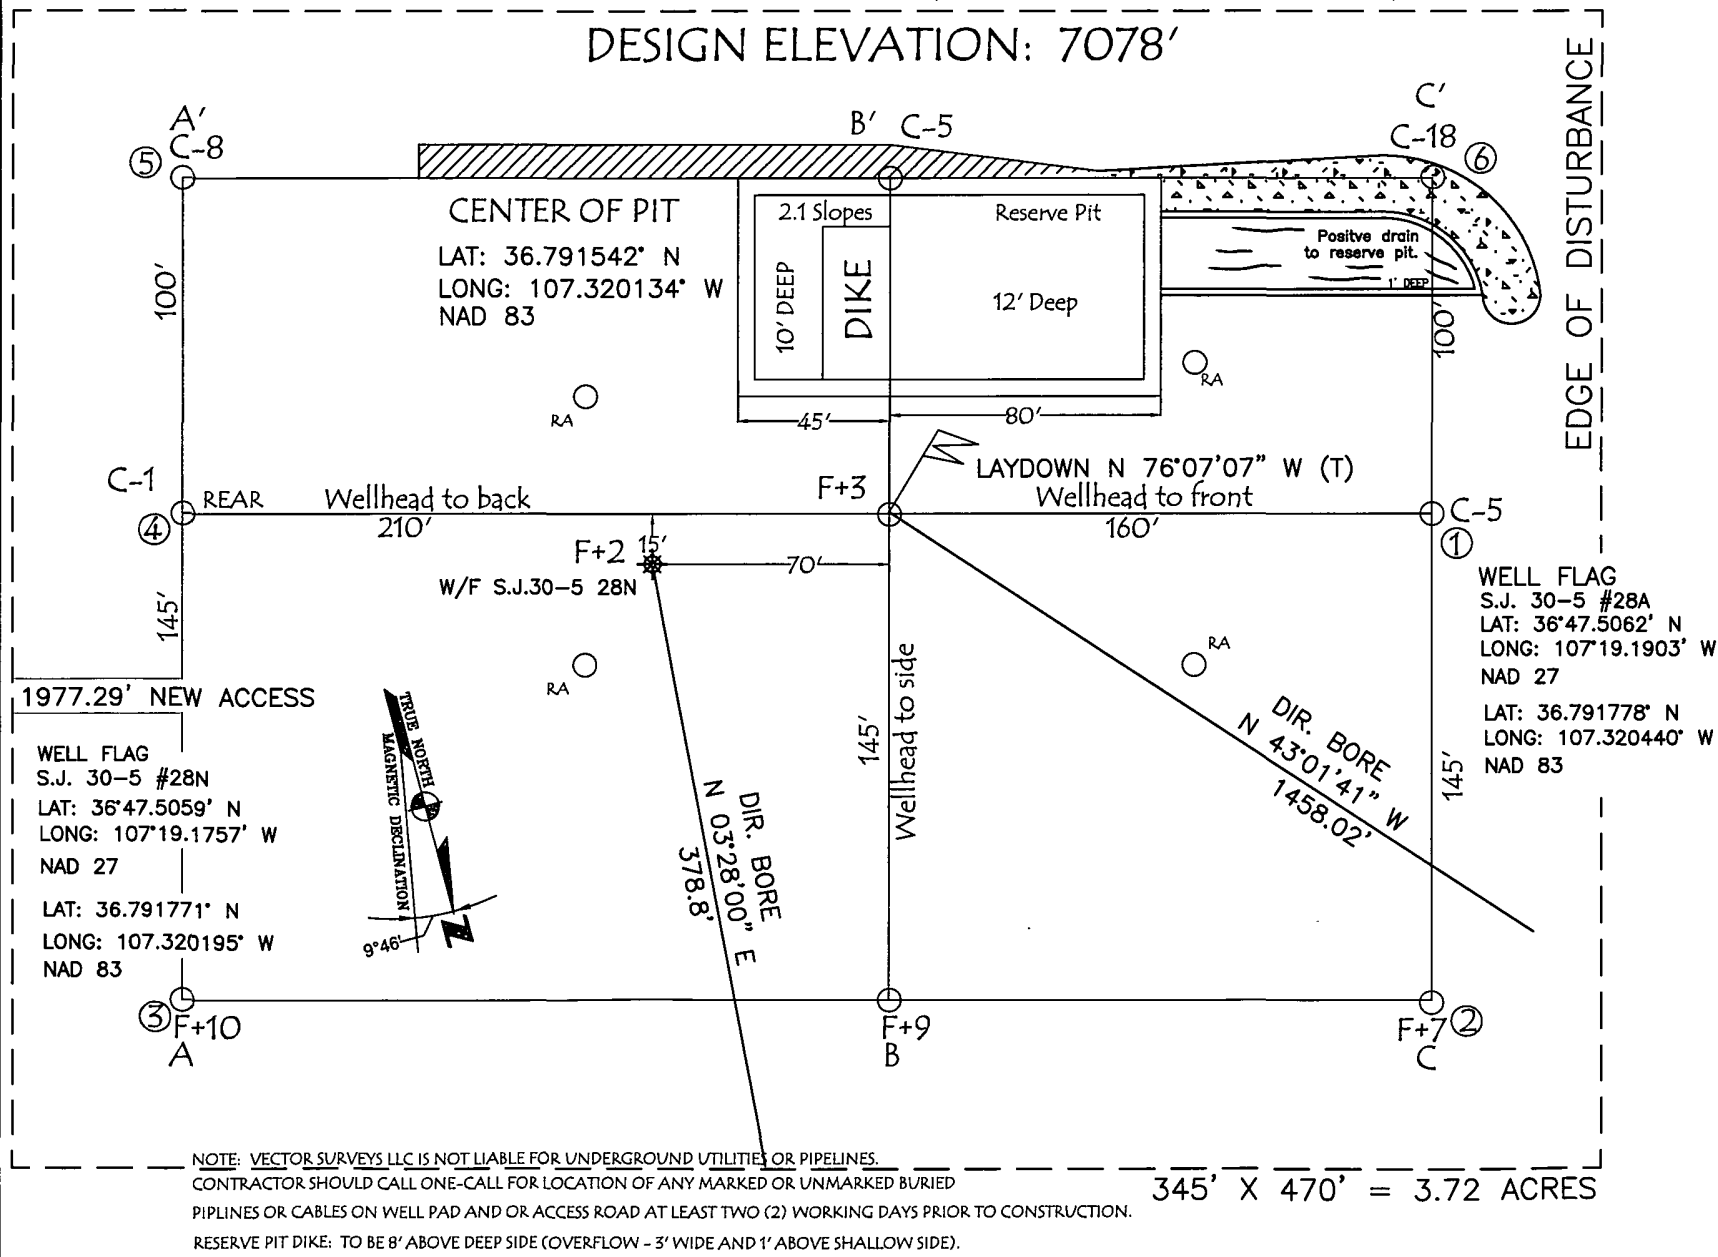 DESIGN ELEVATION: 7078'
EDGE OF DISTURBANCE
A'
C-8
⑤
B' C-5
C'
C-18
⑥
CENTER OF PIT
LAT: 36.791542° N
LONG: 107.320134° W
NAD 83
2.1 Slopes
Reserve Pit
10' DEEP
DIKE
12' Deep
Positve drain
to reserve pit.
1' DEEP
100'
100'
RA
RA
45'
80'
C-1
④
REAR
Wellhead to back
210'
F+3
LAYDOWN N 76°07'07" W (T)
Wellhead to front
160'
C-5
①
F+2
15'
70'
W/F S.J.30-5 28N
145'
RA
RA
1977.29' NEW ACCESS
WELL FLAG
S.J. 30-5 #28A
LAT: 36°47.5062' N
LONG: 107°19.1903' W
NAD 27
LAT: 36.791778° N
LONG: 107.320440° W
NAD 83
WELL FLAG
S.J. 30-5 #28N
LAT: 36°47.5059' N
LONG: 107°19.1757' W
NAD 27
LAT: 36.791771° N
LONG: 107.320195° W
NAD 83
TRUE NORTH
MAGNETIC DECLINATION
9°46'
N
DIR. BORE
N 03°28'00" E
378.8'
145'
Wellhead to side
DIR. BORE
N 43°01'41" W
1458.02'
145'
③
F+10
A
F+9
B
F+7
②
C
NOTE: VECTOR SURVEYS LLC IS NOT LIABLE FOR UNDERGROUND UTILITIES OR PIPELINES.
CONTRACTOR SHOULD CALL ONE-CALL FOR LOCATION OF ANY MARKED OR UNMARKED BURIED
PIPLINES OR CABLES ON WELL PAD AND OR ACCESS ROAD AT LEAST TWO (2) WORKING DAYS PRIOR TO CONSTRUCTION.
RESERVE PIT DIKE: TO BE 8' ABOVE DEEP SIDE (OVERFLOW - 3' WIDE AND 1' ABOVE SHALLOW SIDE).
345' X 470' = 3.72 ACRES